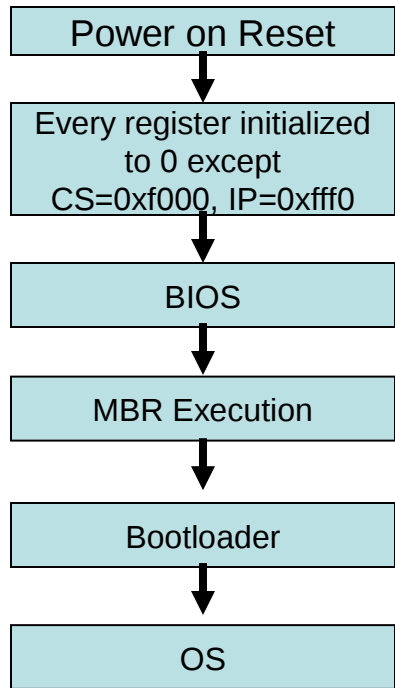 Power on Reset
Every register initialized
to 0 except
CS=0xf000, IP=0xfff0
BIOS
MBR Execution
Bootloader
OS